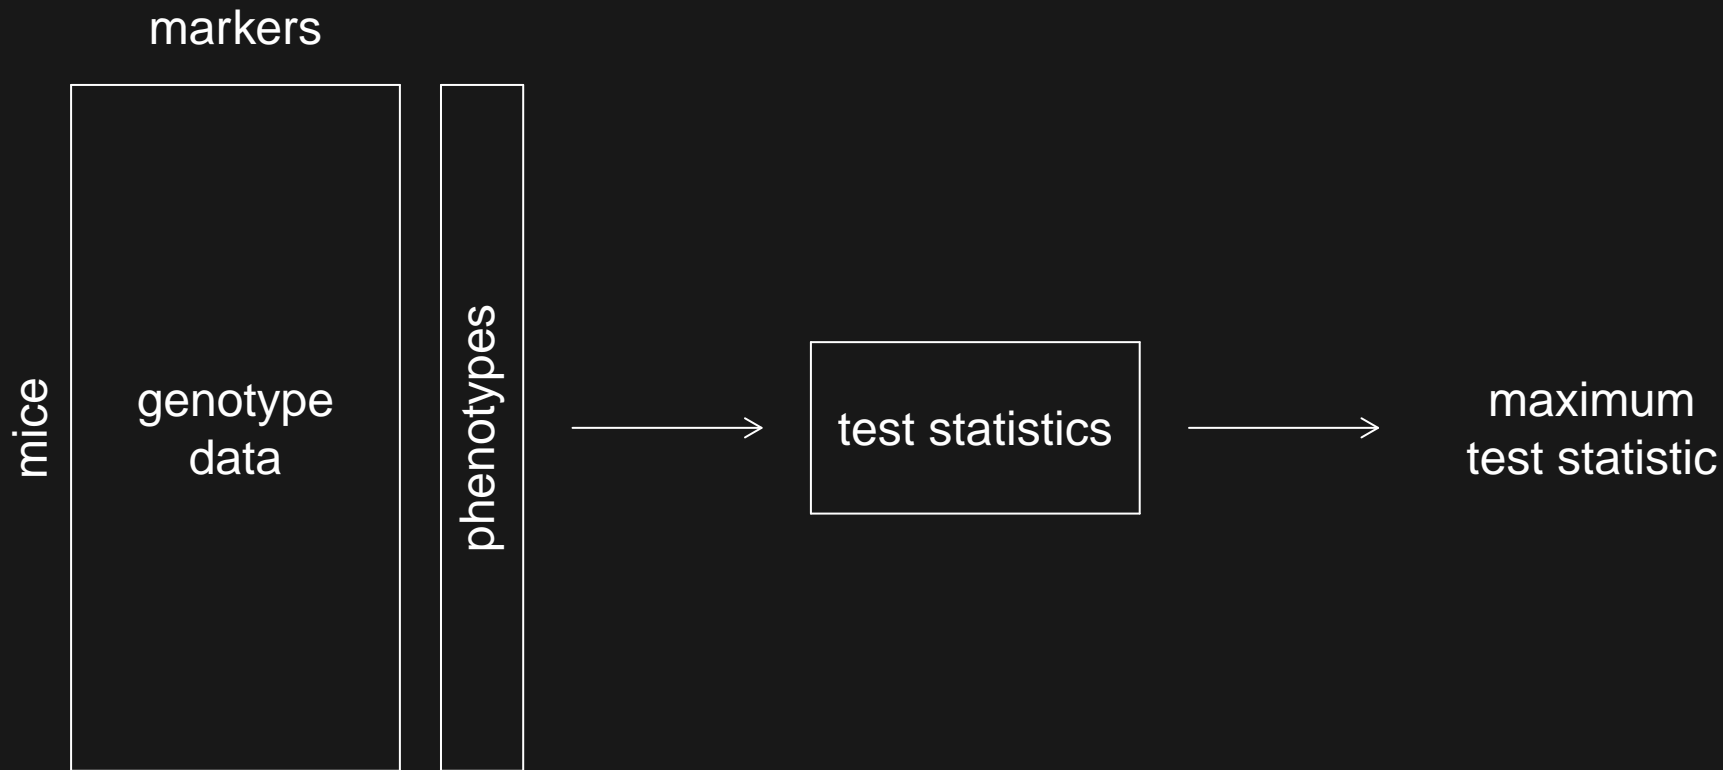 markers
mice
genotype
data
phenotypes
test statistics
maximum
test statistic